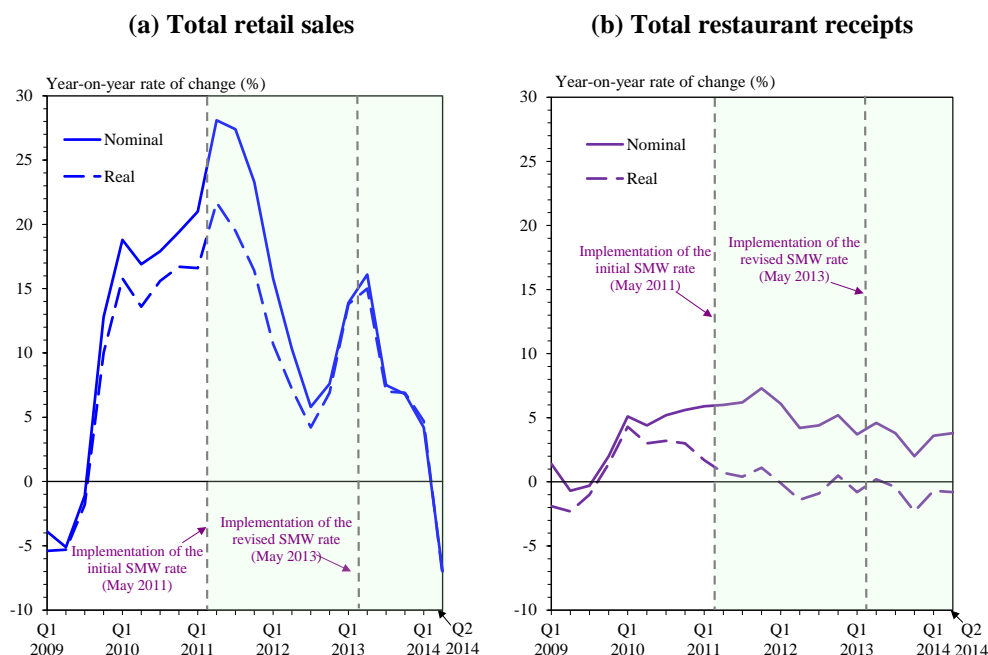 (a) Total retail sales
Year-on-year rate of change (%)
30
25
20
15
10
5
0
-5
-10
Nominal
Real
Implementation of the
initial SMW rate
(May 2011)
Implementation of the
revised SMW rate
(May 2013)
Q1 Q1 Q1 Q1 Q1 Q1 Q2
2009 2010 2011 2012 2013 2014 2014
(b) Total restaurant receipts
Year-on-year rate of change (%)
30
25
20
15
10
5
0
-5
-10
Nominal
Real
Implementation of the
initial SMW rate
(May 2011)
Implementation of the
revised SMW rate
(May 2013)
Q1 Q1 Q1 Q1 Q1 Q1 Q2
2009 2010 2011 2012 2013 2014 2014